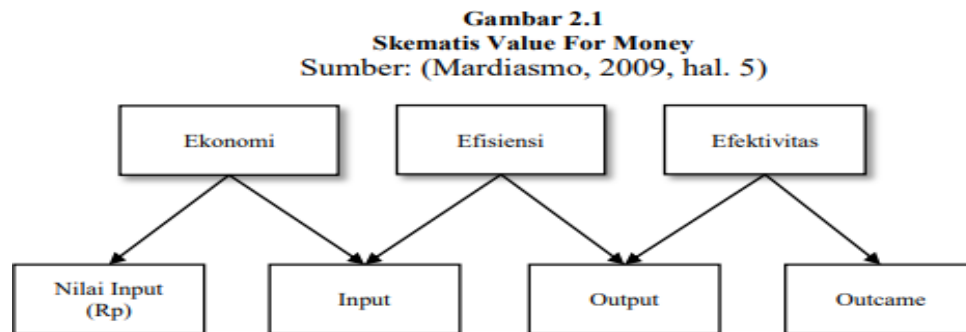 Gambar 2.1
Skematis Value For Money
Sumber: (Mardiasmo, 2009, hal. 5)
Ekonomi
Efisiensi
Efektivitas
Nilai Input
(Rp)
Input
Output
Outcame